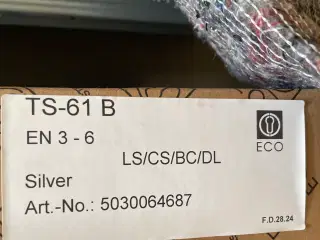 TS-61 B
EN 3 - 6
ECO
LS/CS/BC/DL
Silver
Art.-No.: 5030064687
F.D.28.24